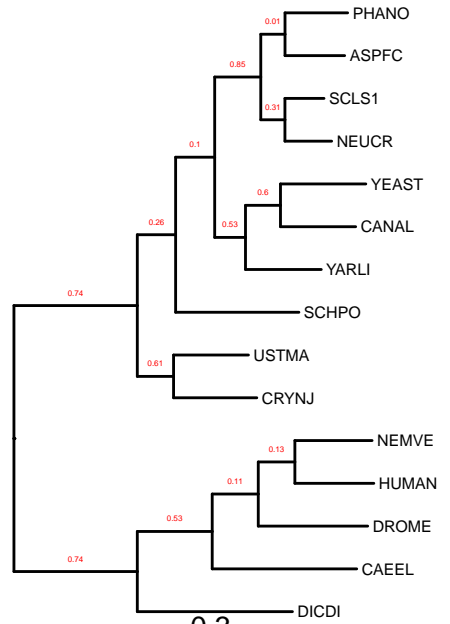 PHANO
0.01
ASPFC
0.85
SCLS1
0.31
NEUCR
0.1
YEAST
0.6
CANAL
0.53
YARLI
0.26
SCHPO
0.74
USTMA
0.61
CRYNJ
NEMVE
0.13
HUMAN
0.11
DROME
0.53
CAEEL
0.74
DICDI